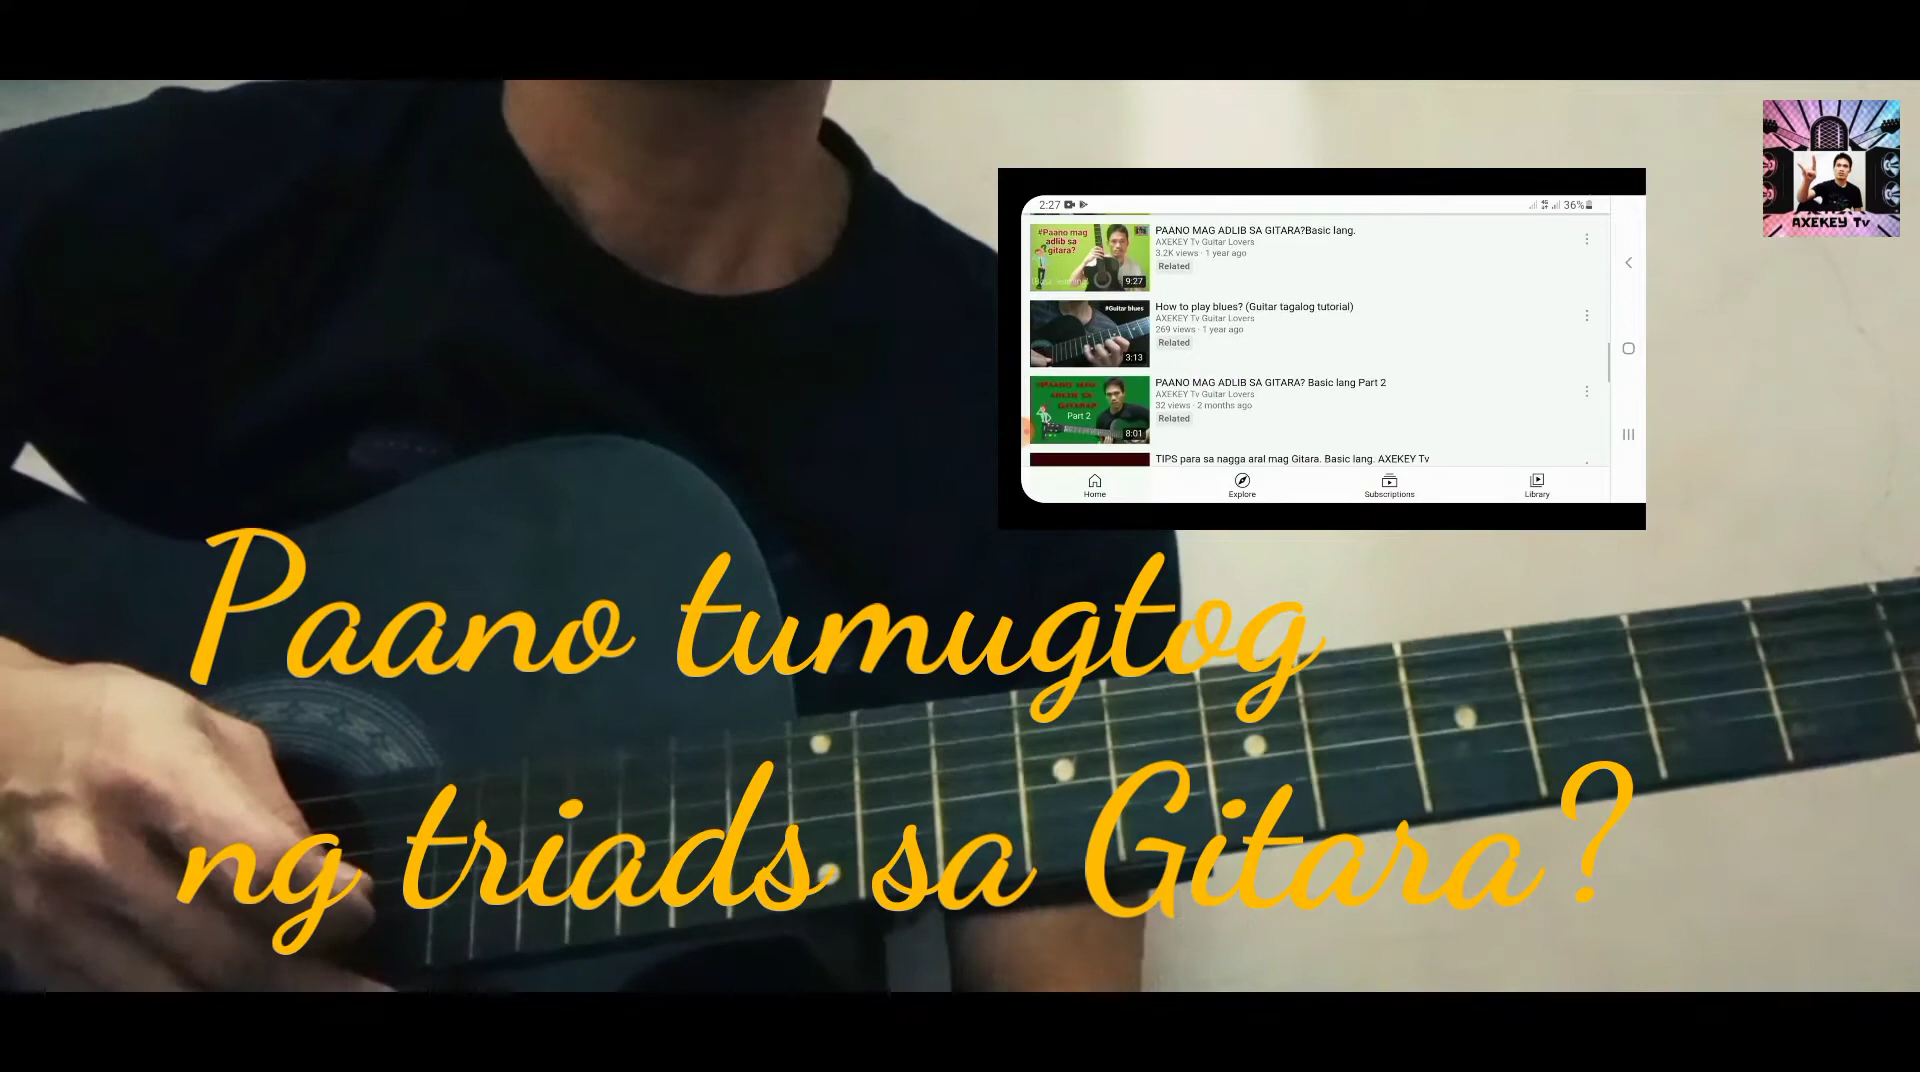 2:27
36%
#Paano mag
adlib sa
gitara?
9:27
PAANO MAG ADLIB SA GITARA?Basic lang.
AXEKEY Tv Guitar Lovers
3.2K views · 1 year ago
Related
#Guitar blues
3:13
How to play blues? (Guitar tagalog tutorial)
AXEKEY Tv Guitar Lovers
269 views · 1 year ago
Related
#PAANO MAG
ADLIB SA
GITARA?
Part 2
8:01
PAANO MAG ADLIB SA GITARA? Basic lang Part 2
AXEKEY Tv Guitar Lovers
32 views · 2 months ago
Related
TIPS para sa nagga aral mag Gitara. Basic lang. AXEKEY Tv
Home
Explore
Subscriptions
Library
AXEKEY Tv
Paano tumugtog
ng triads sa Gitara?